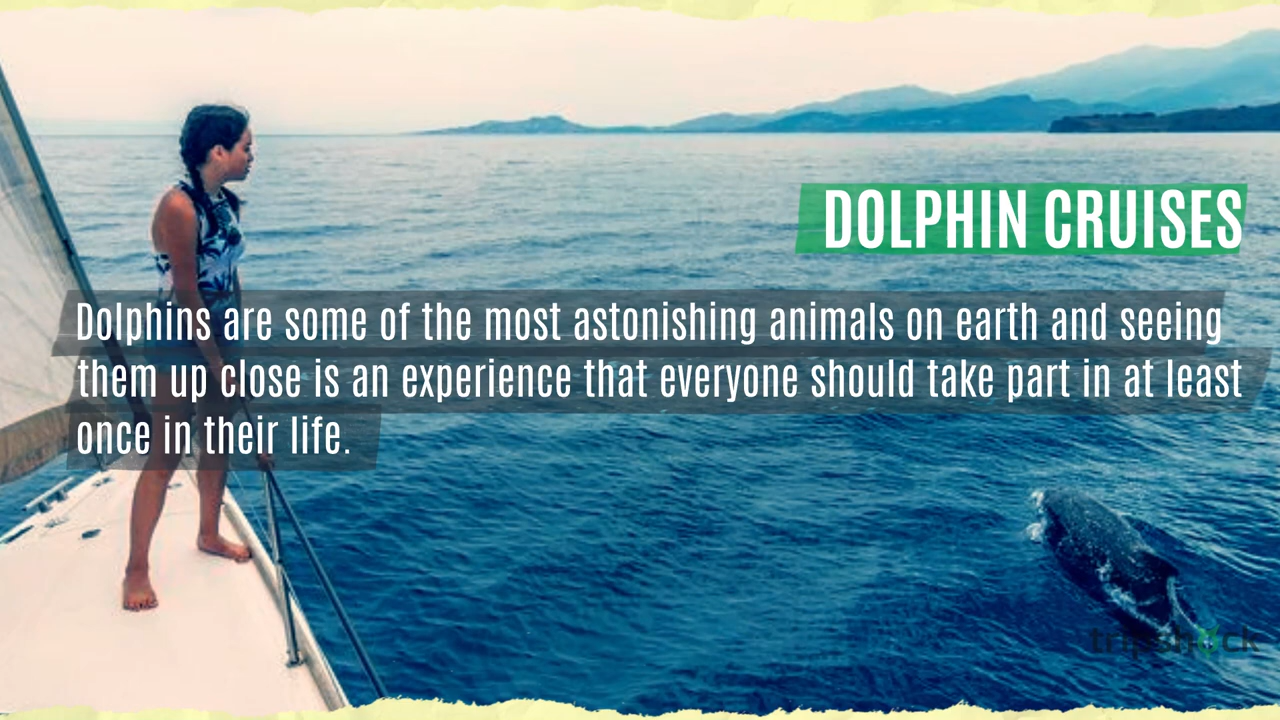 DOLPHIN CRUISES
Dolphins are some of the most astonishing animals on earth and seeing
them up close is an experience that everyone should take part in at least
once in their life.
tripshock